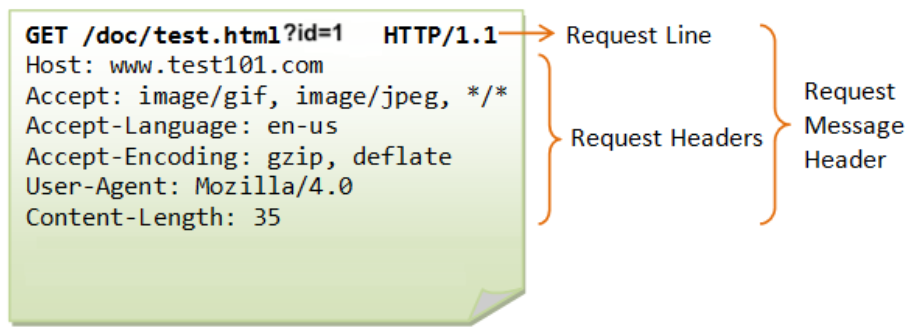 GET /doc/test.html?id=1 HTTP/1.1
Host: www.test101.com
Accept: image/gif, image/jpeg, */*
Accept-Language: en-us
Accept-Encoding: gzip, deflate
User-Agent: Mozilla/4.0
Content-Length: 35
Request Line
Request Headers
Request
Message
Header